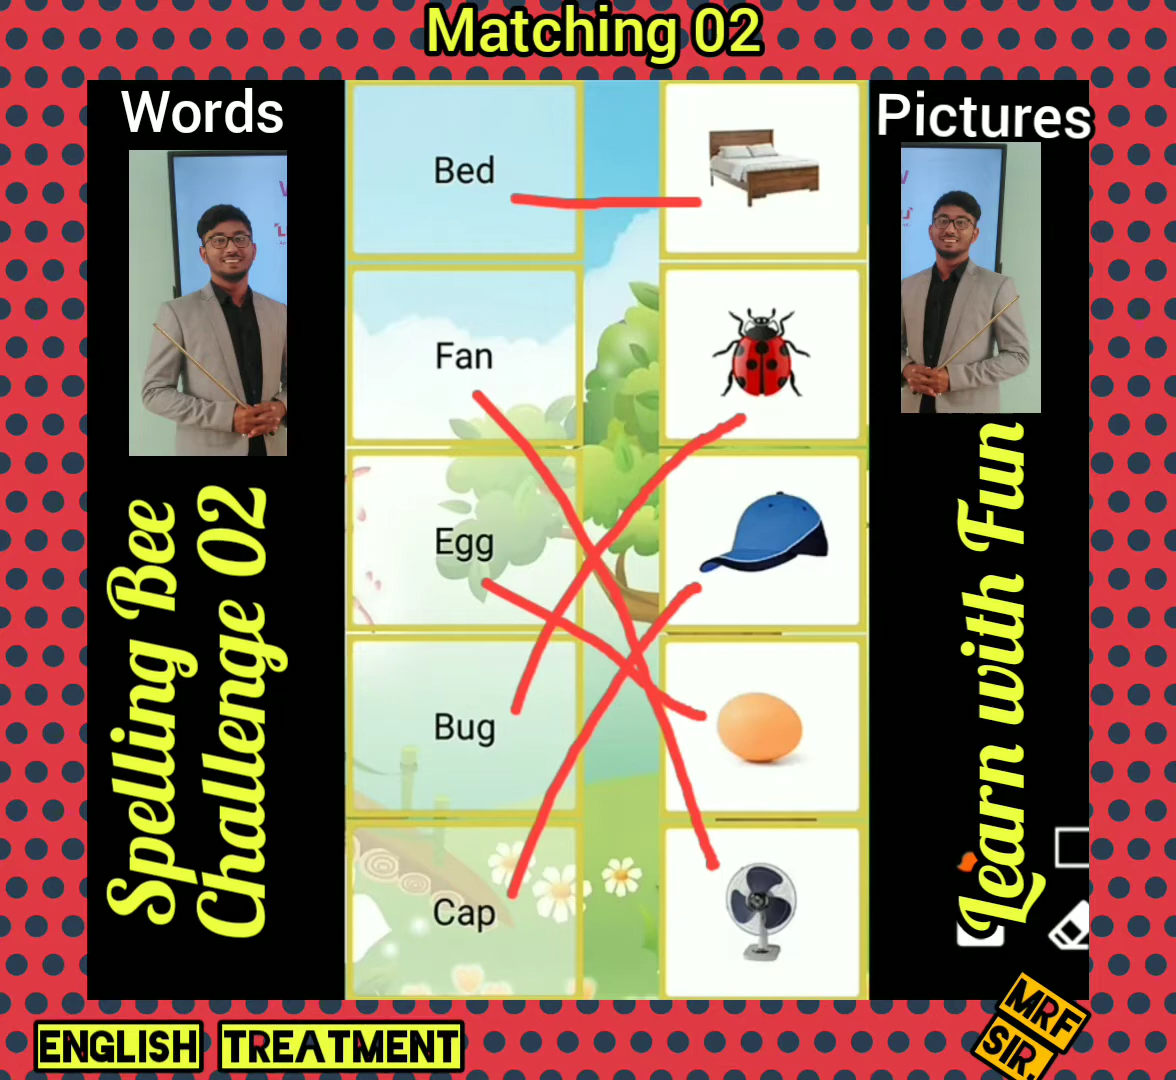 Matching 02
Words
Pictures
Bed
Fan
Egg
Bug
Cap
Spelling Bee
Challenge 02
Learn with Fun
ENGLISH TREATMENT
MRF
SIR.